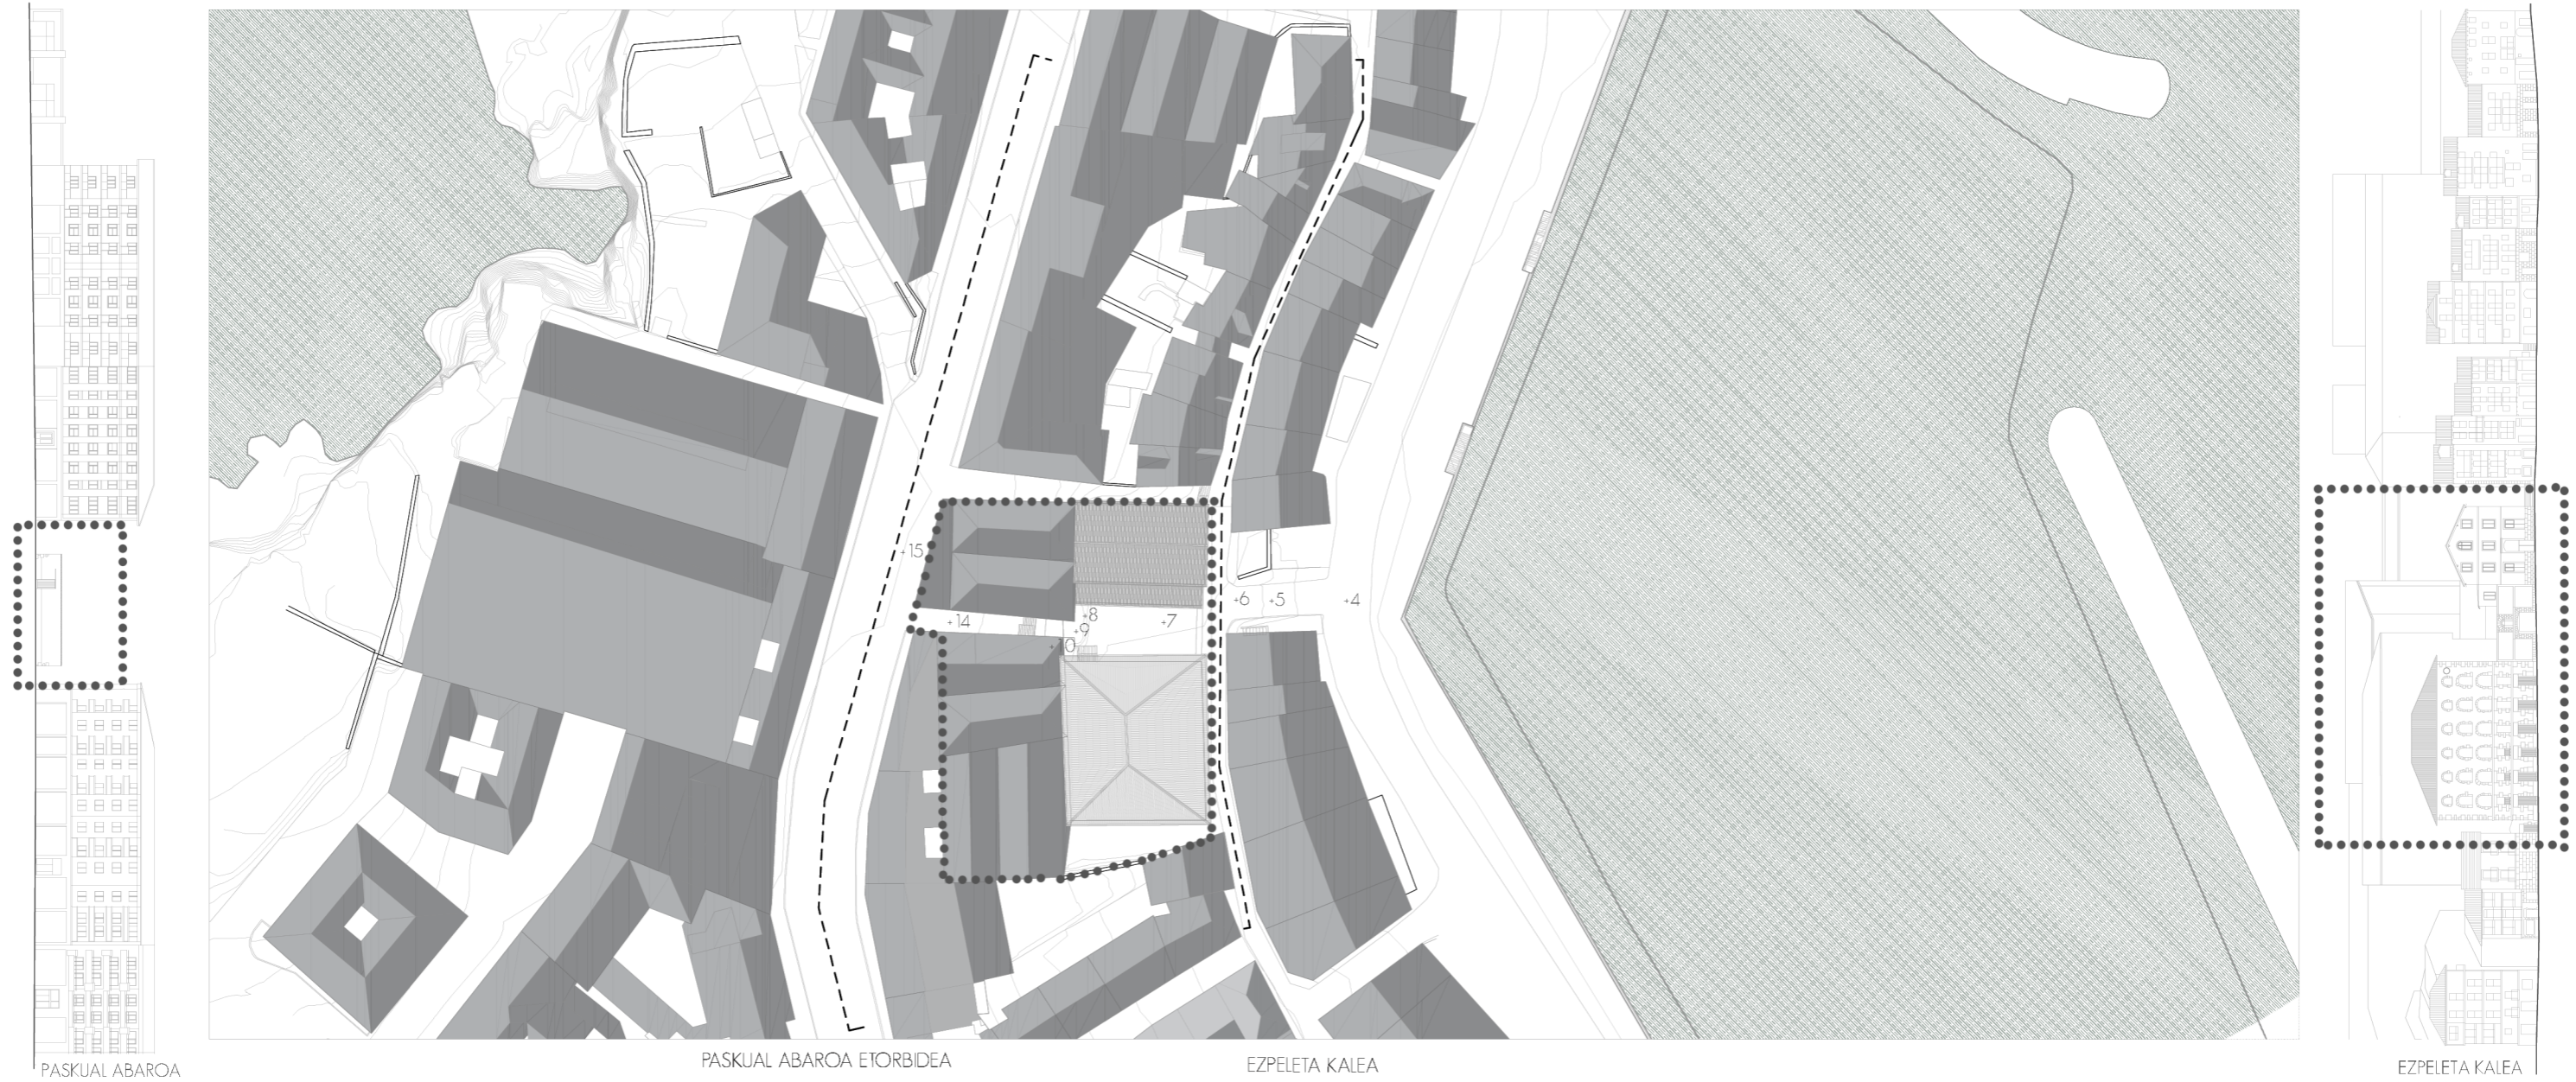 +15
+6
+5
+4
+14
+8
+7
+9
+10
PASKUAL ABAROA
PASKUAL ABAROA ETORBIDEA
EZPELETA KALEA
EZPELETA KALEA